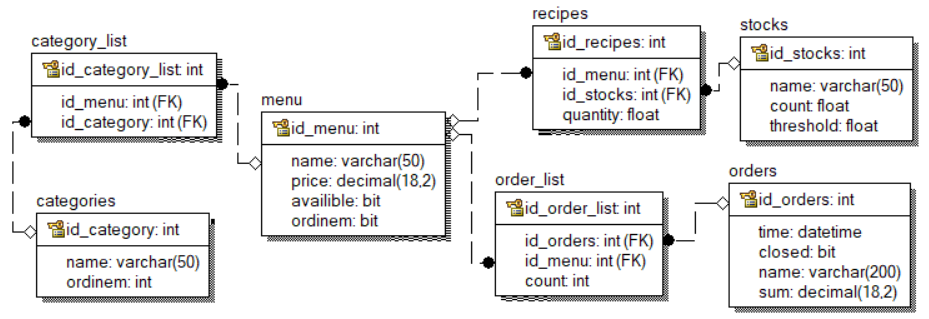 category_list
id_category_list: int
id_menu: int (FK)
id_category: int (FK)
categories
id_category: int
name: varchar(50)
ordinem: int
menu
id_menu: int
name: varchar(50)
price: decimal(18,2)
availible: bit
ordinem: bit
recipes
id_recipes: int
id_menu: int (FK)
id_stocks: int (FK)
quantity: float
stocks
id_stocks: int
name: varchar(50)
count: float
threshold: float
order_list
id_order_list: int
id_orders: int (FK)
id_menu: int (FK)
count: int
orders
id_orders: int
time: datetime
closed: bit
name: varchar(200)
sum: decimal(18,2)